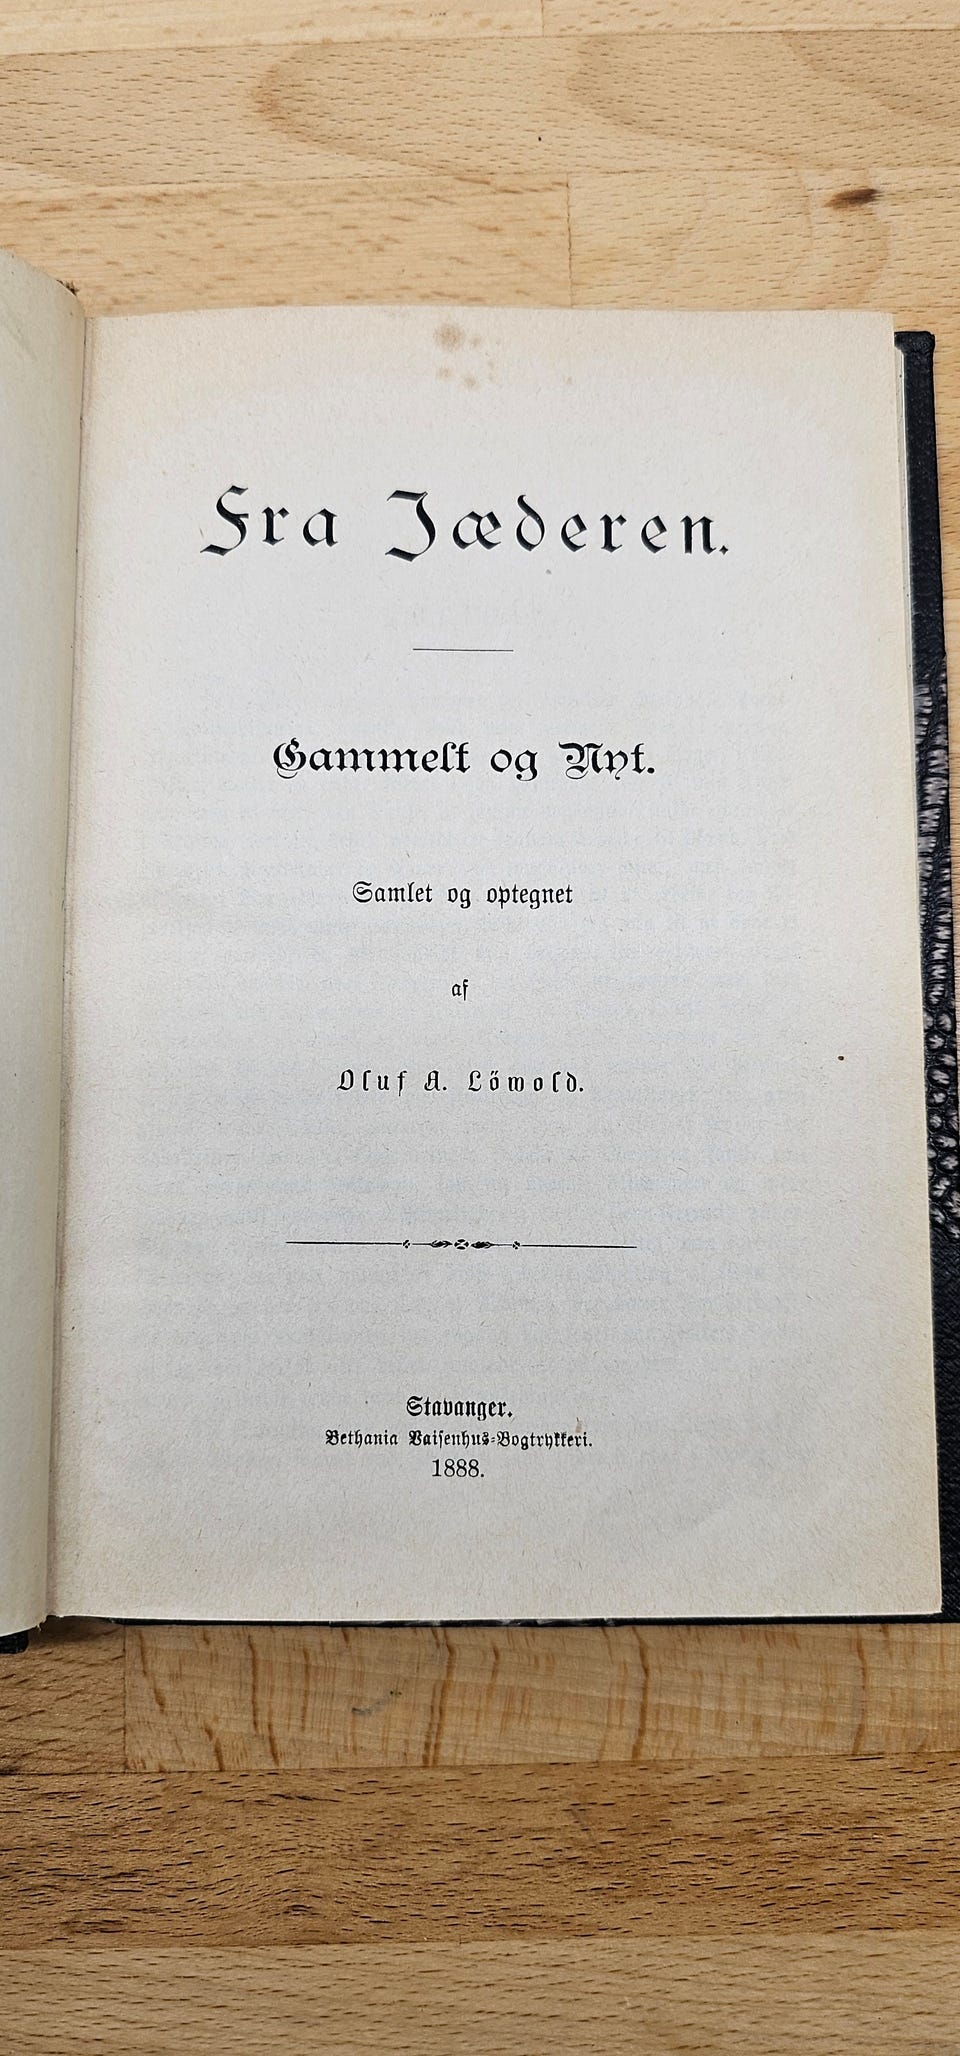 Fra Jæderen.
Gammelt og Nyt.
Samlet og optegnet
af
Oluf A. Löwold.
Stavanger.
Bethania Vaisenhus-Bogtrykkeri.
1888.